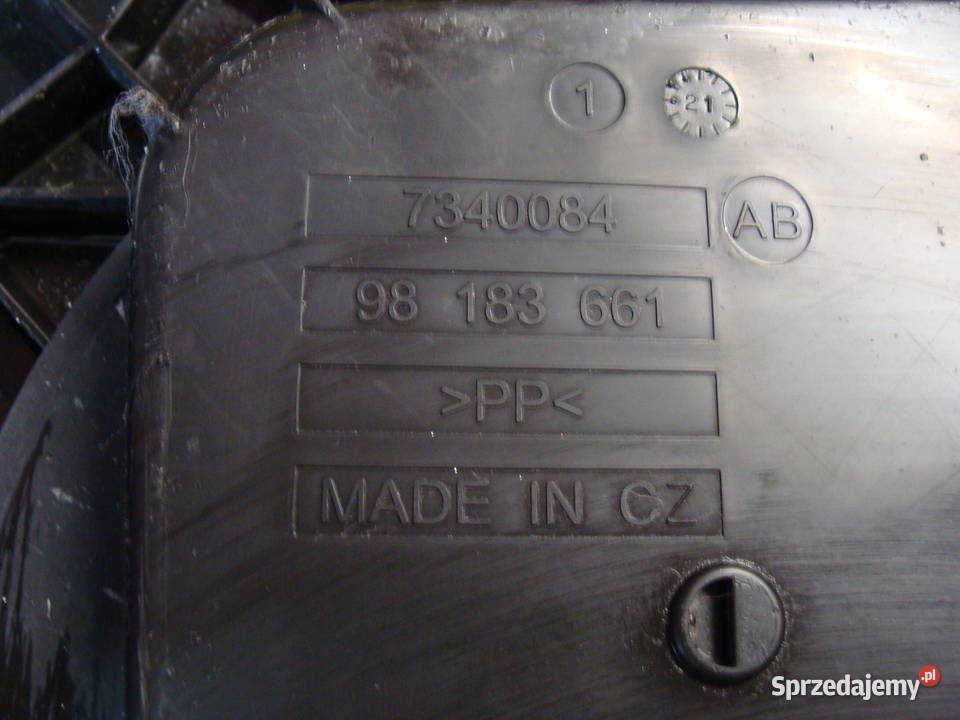 1 21
7340084 AB
98 183 661
>PP<
MADE IN CZ
Sprzedajemy.pl